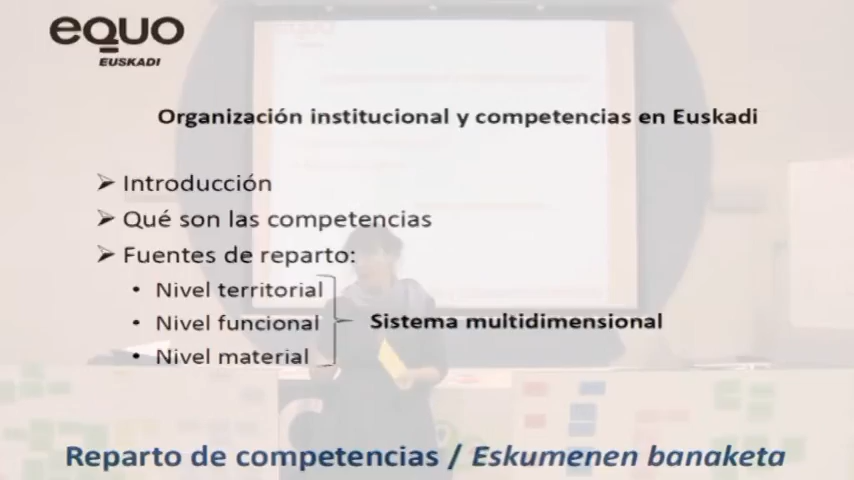 equo
EUSKADI
Organización institucional y competencias en Euskadi
➢ Introducción
➢ Qué son las competencias
➢ Fuentes de reparto:
• Nivel territorial
• Nivel funcional
• Nivel material
Sistema multidimensional
Reparto de competencias / Eskumenen banaketa